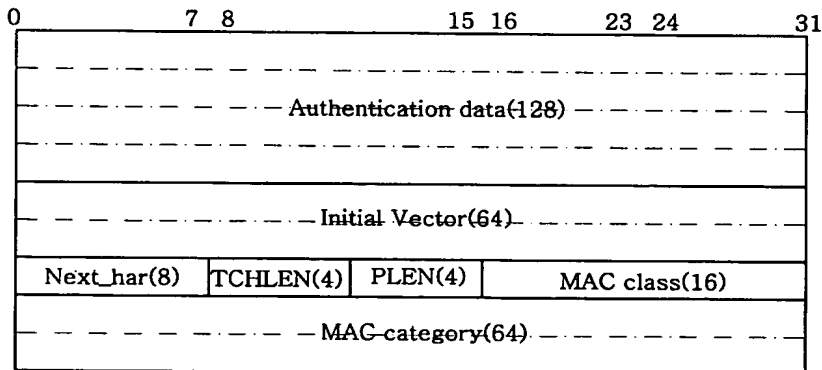 0 7 8 15 16 23 24 31
Authentication data(128)
Initial Vector(64)
Next_har(8) TCHLEN(4) PLEN(4) MAC class(16)
MAC category(64)